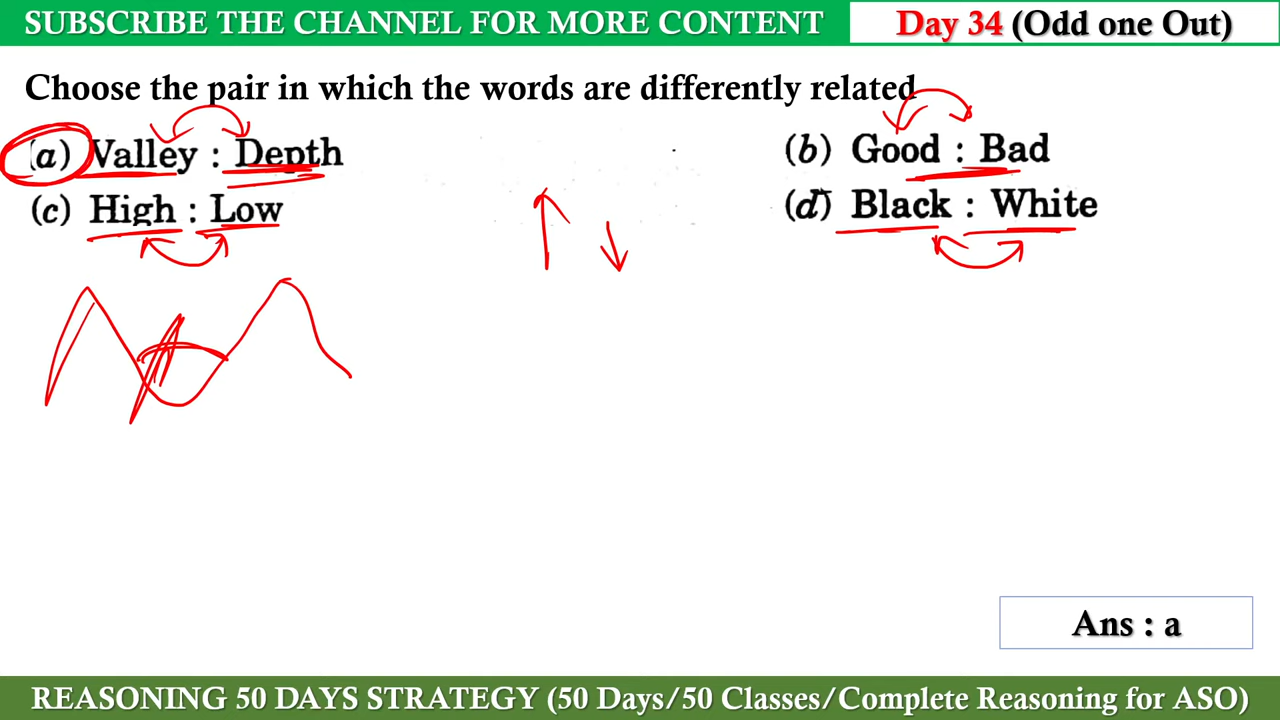 SUBSCRIBE THE CHANNEL FOR MORE CONTENT
Day 34 (Odd one Out)
Choose the pair in which the words are differently related
(a) Valley : Depth
(b) Good : Bad
(c) High : Low
(d) Black : White
Ans : a
REASONING 50 DAYS STRATEGY (50 Days/50 Classes/Complete Reasoning for ASO)